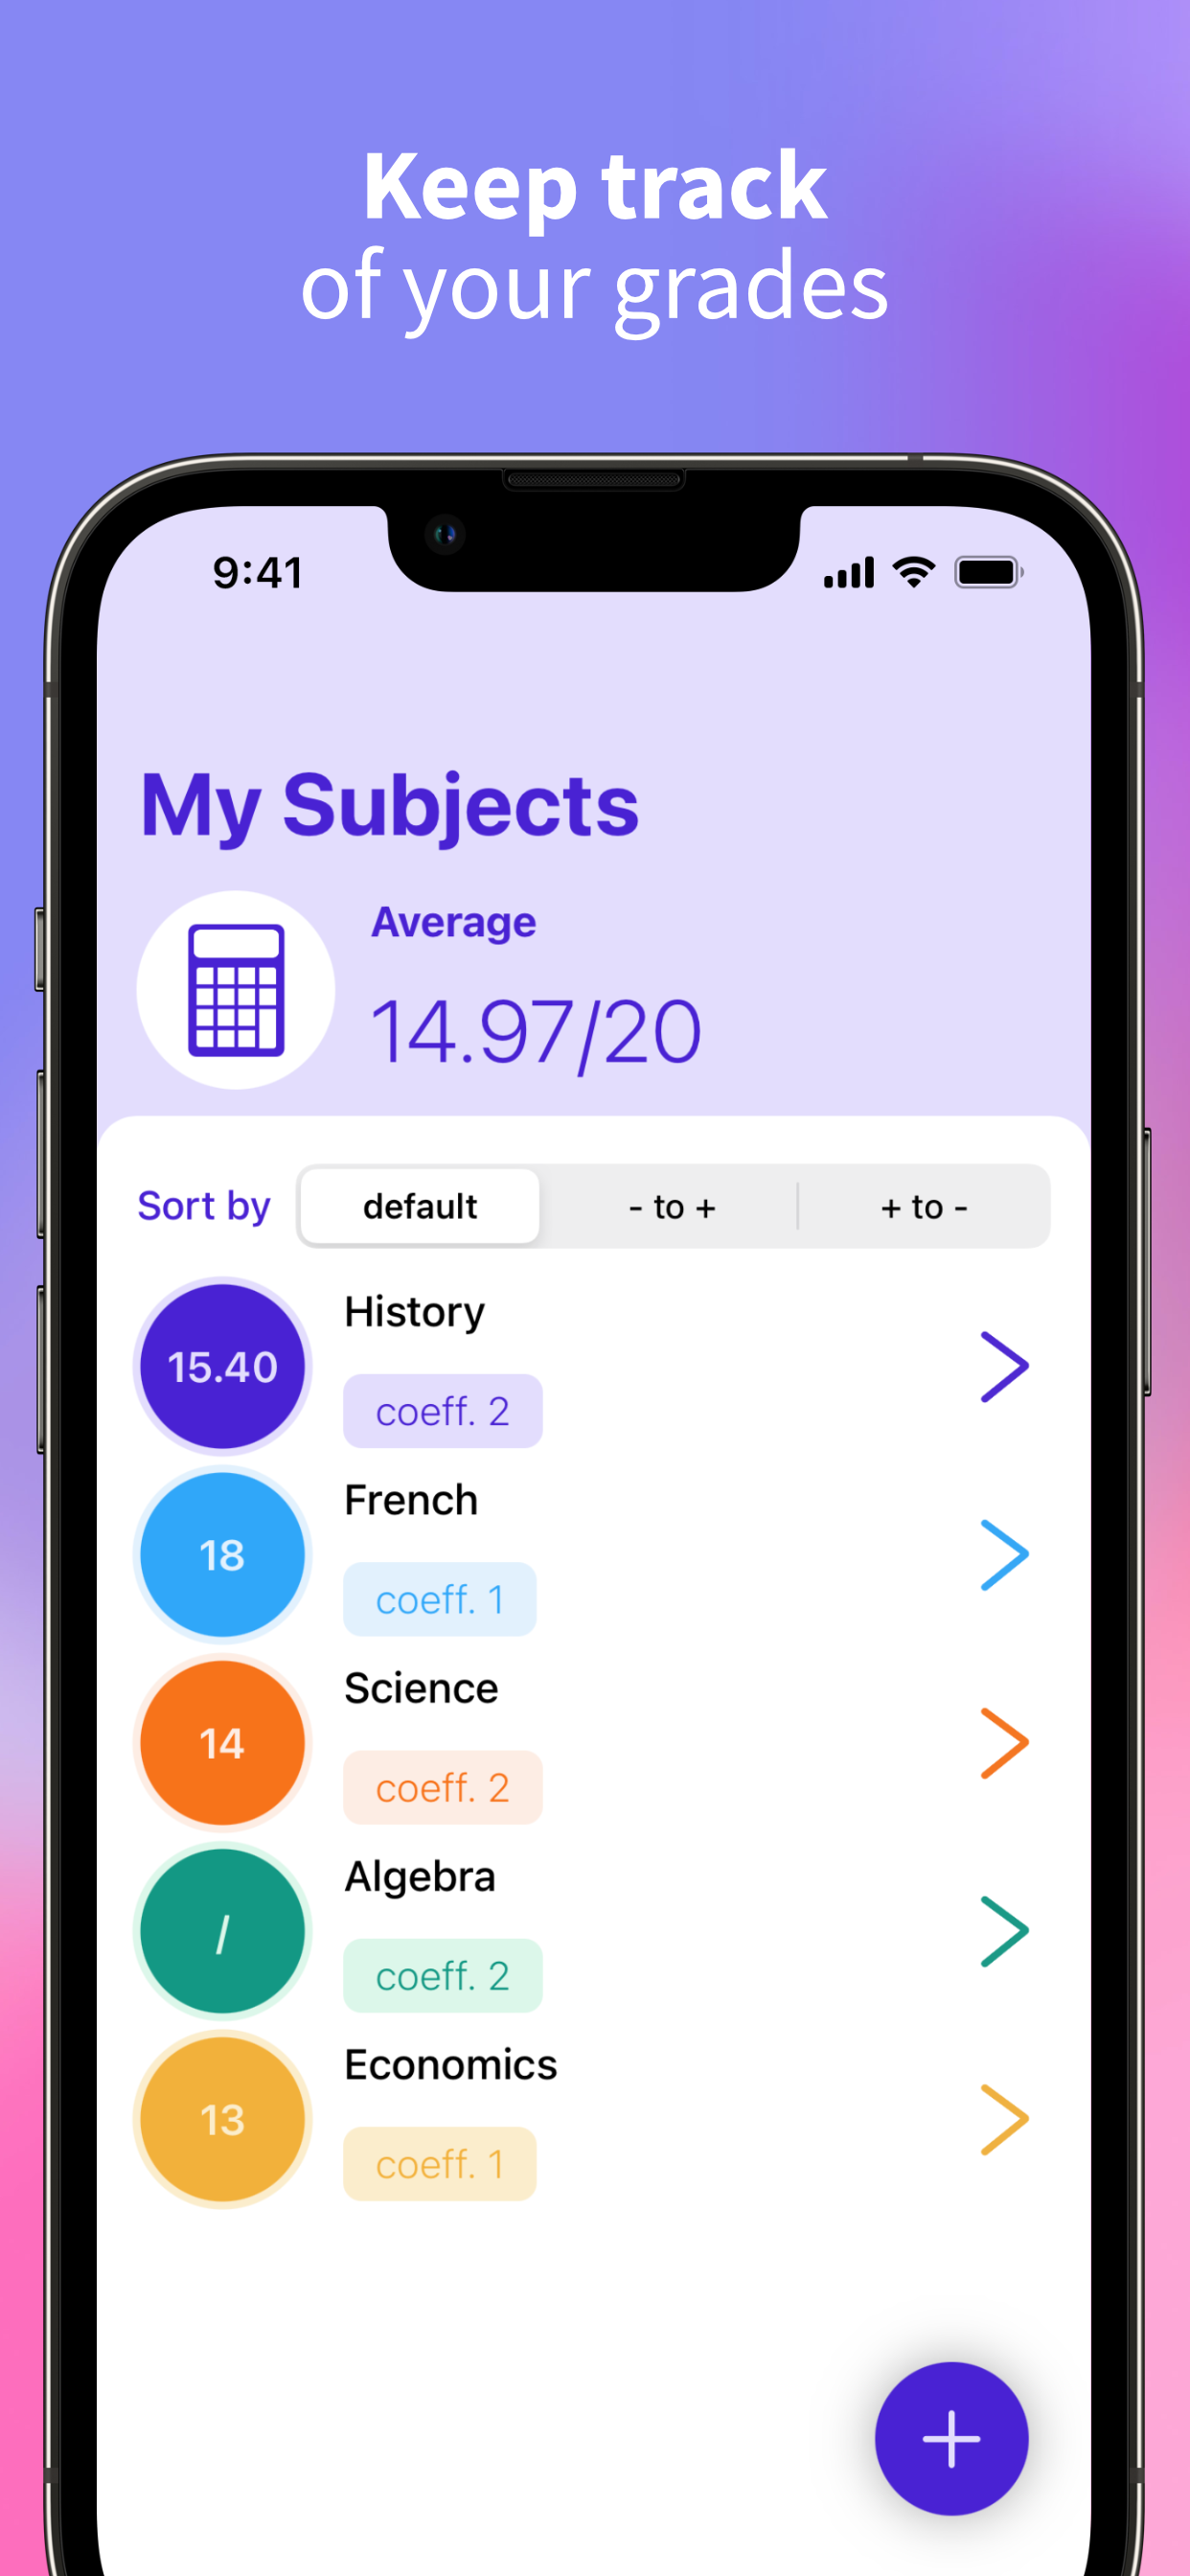 Keep track
of your grades
9:41
My Subjects
Average
14.97/20
Sort by
default
- to +
+ to -
15.40
History
coeff. 2
18
French
coeff. 1
14
Science
coeff. 2
/
Algebra
coeff. 2
13
Economics
coeff. 1
+